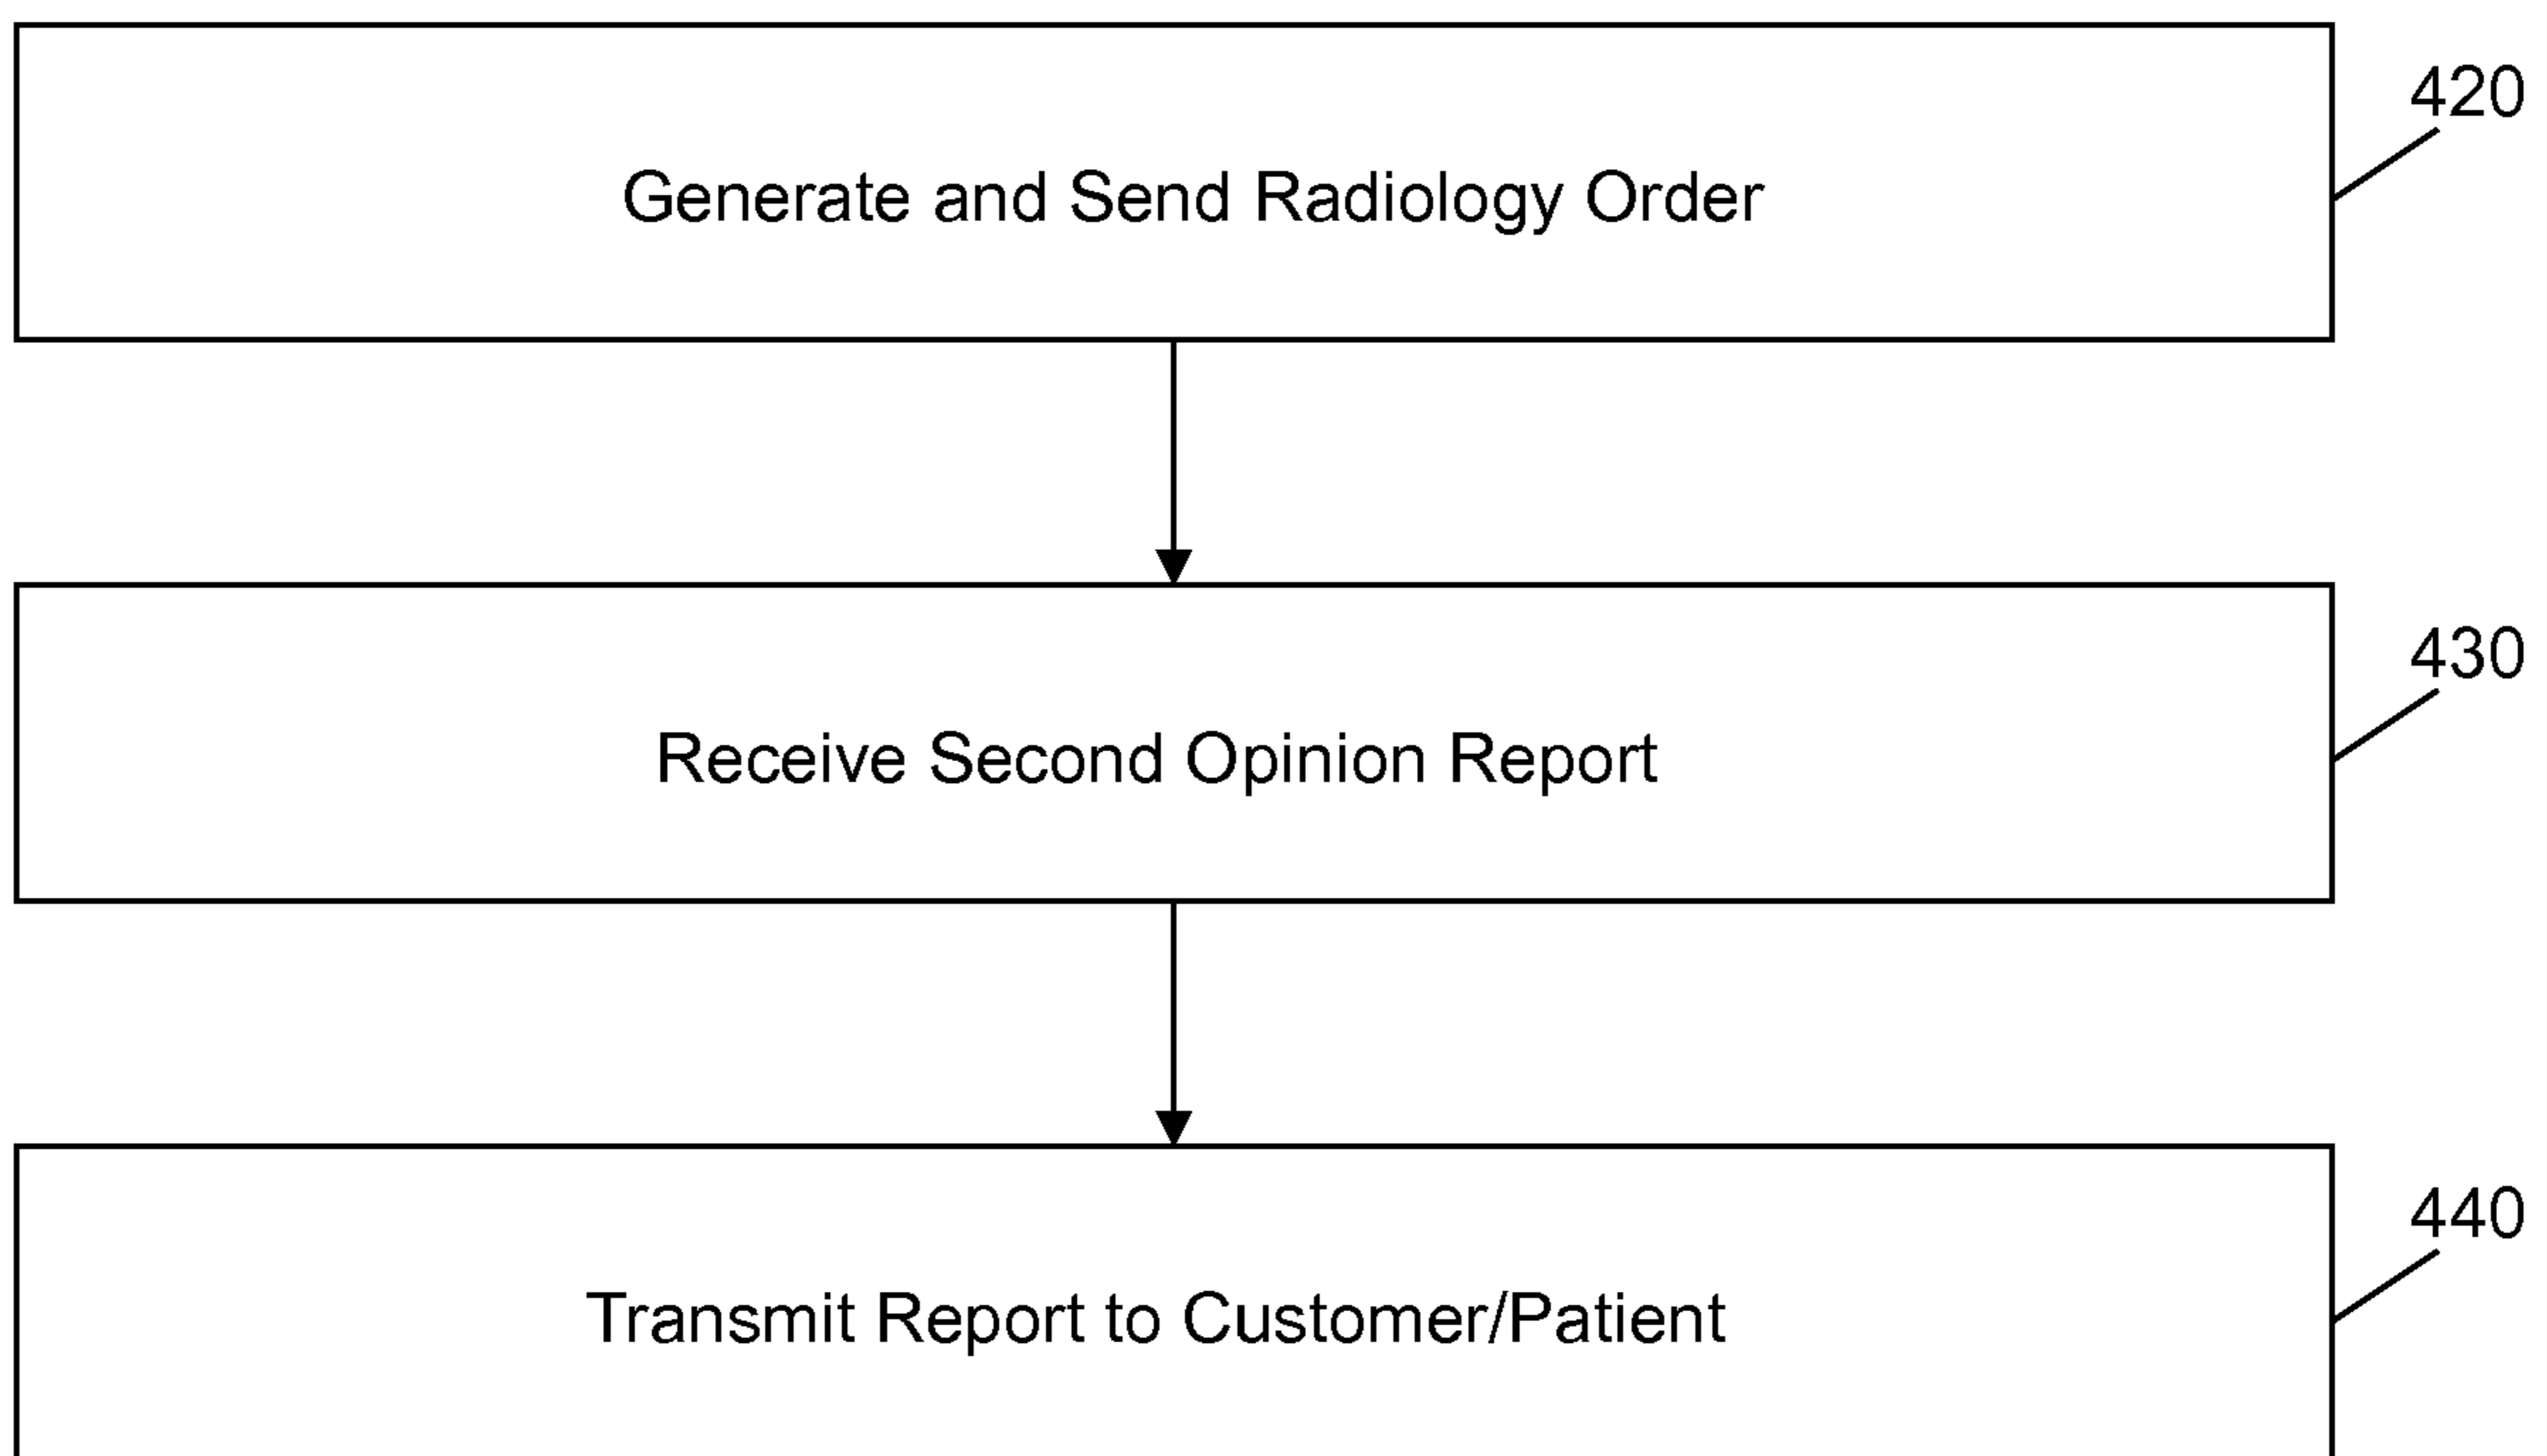 420
Generate and Send Radiology Order
430
Receive Second Opinion Report
440
Transmit Report to Customer/Patient